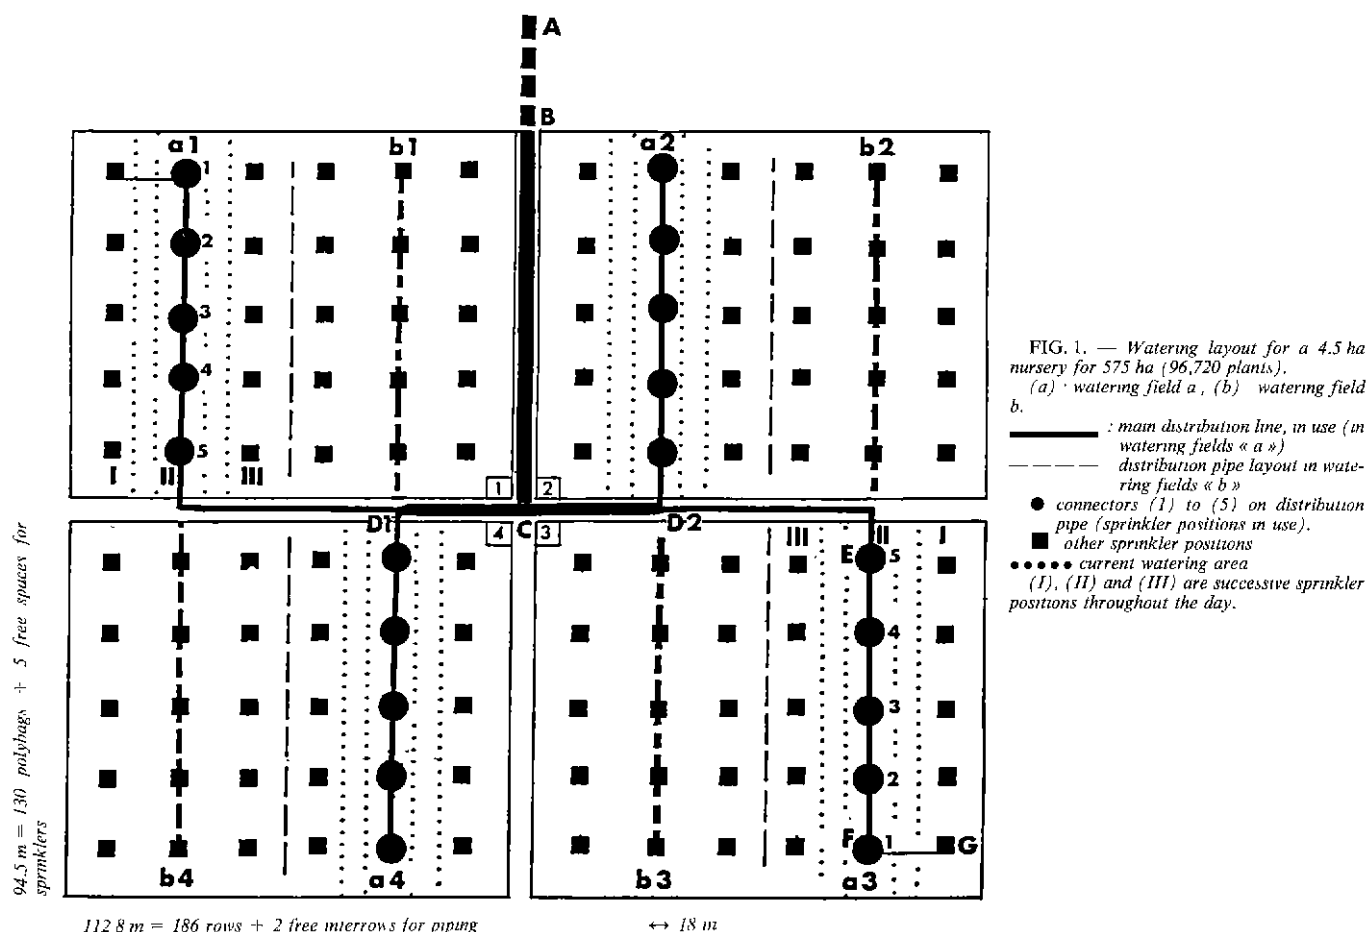 A
B
a1
b1
a2
b2
1
2
3
4
5
I
II
III
1
2
D1
C
D2
4
3
III
II
I
E
5
4
3
2
F
1
G
b4
a4
b3
a3
94.5 m = 130 polybags + 5 free spaces for
sprinklers
112 8 m = 186 rows + 2 free interrows for piping
↔ 18 m
FIG. 1. — Watering layout for a 4.5 ha
nursery for 575 ha (96,720 plants).
(a) · watering field a, (b) watering field
b.
: main distribution line, in use (in
watering fields « a »)
distribution pipe layout in wate-
ring fields « b »
connectors (1) to (5) on distribution
pipe (sprinkler positions in use).
other sprinkler positions
current watering area
(I), (II) and (III) are successive sprinkler
positions throughout the day.